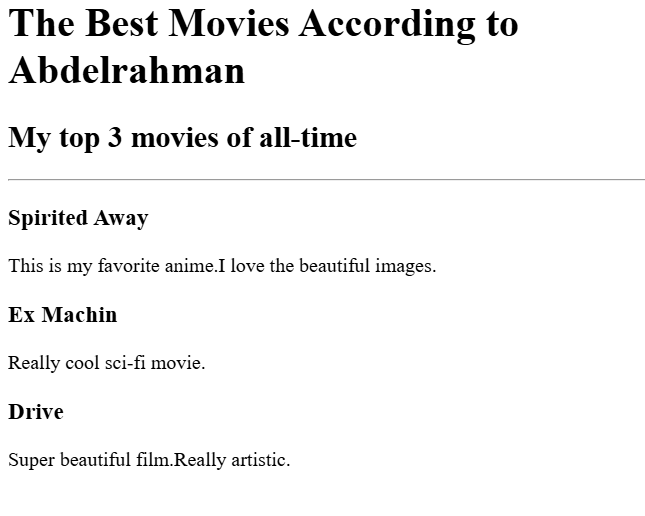 The Best Movies According to
Abdelrahman
My top 3 movies of all-time
Spirited Away
This is my favorite anime.I love the beautiful images.
Ex Machin
Really cool sci-fi movie.
Drive
Super beautiful film.Really artistic.